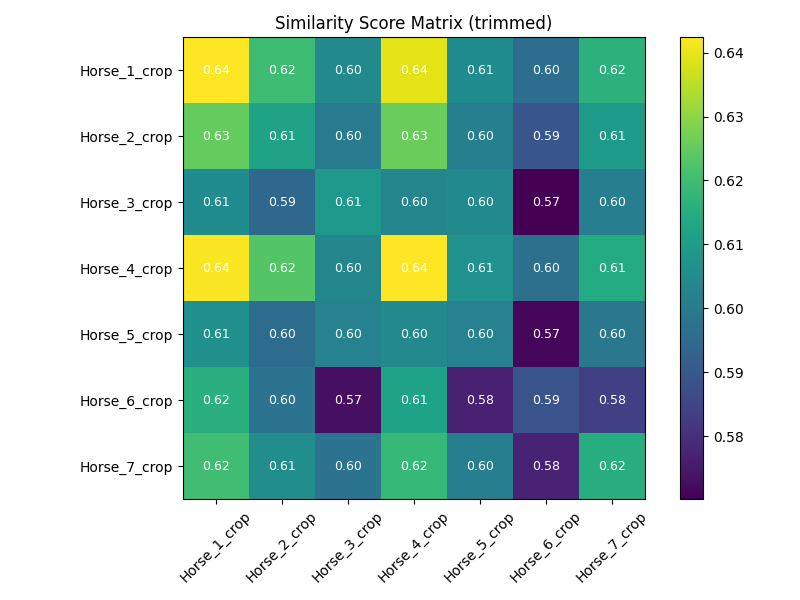 Similarity Score Matrix (trimmed)
Horse_1_crop 0.64 0.62 0.60 0.64 0.61 0.60 0.62
Horse_2_crop 0.63 0.61 0.60 0.63 0.60 0.59 0.61
Horse_3_crop 0.61 0.59 0.61 0.60 0.60 0.57 0.60
Horse_4_crop 0.64 0.62 0.60 0.64 0.61 0.60 0.61
Horse_5_crop 0.61 0.60 0.60 0.60 0.60 0.57 0.60
Horse_6_crop 0.62 0.60 0.57 0.61 0.58 0.59 0.58
Horse_7_crop 0.62 0.61 0.60 0.62 0.60 0.58 0.62
Horse_1_crop Horse_2_crop Horse_3_crop Horse_4_crop Horse_5_crop Horse_6_crop Horse_7_crop
0.64
0.63
0.62
0.61
0.60
0.59
0.58